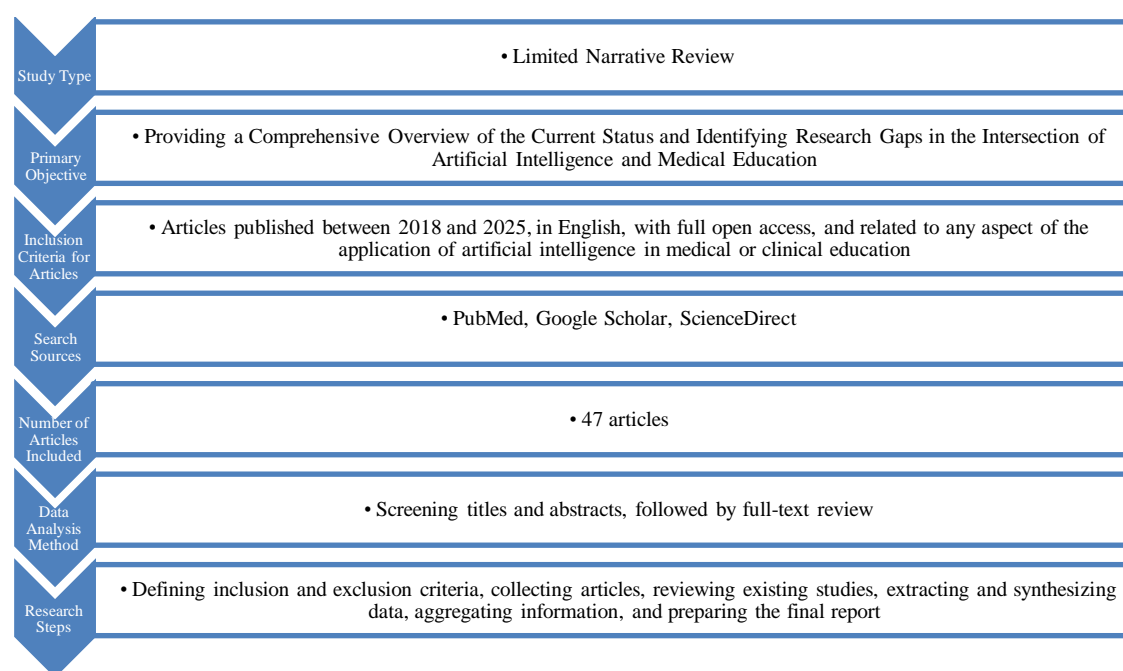 Study Type
• Limited Narrative Review
Primary
Objective
• Providing a Comprehensive Overview of the Current Status and Identifying Research Gaps in the Intersection of
Artificial Intelligence and Medical Education
Inclusion
Criteria for
Articles
• Articles published between 2018 and 2025, in English, with full open access, and related to any aspect of the
application of artificial intelligence in medical or clinical education
Search
Sources
• PubMed, Google Scholar, ScienceDirect
Number of
Articles
Included
• 47 articles
Data
Analysis
Method
• Screening titles and abstracts, followed by full-text review
Research
Steps
• Defining inclusion and exclusion criteria, collecting articles, reviewing existing studies, extracting and synthesizing
data, aggregating information, and preparing the final report